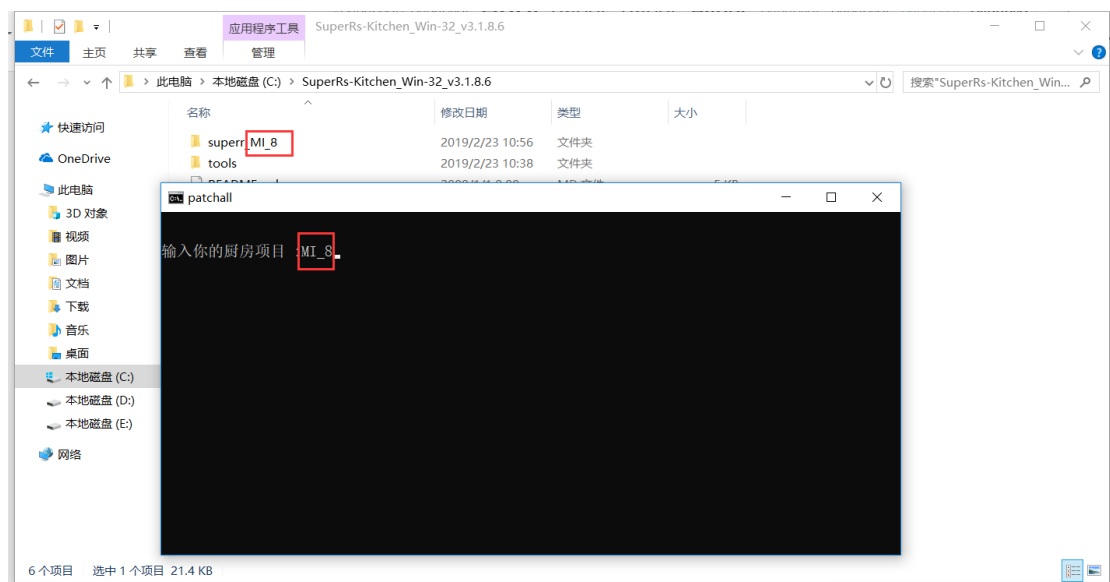 应用程序工具 SuperRs-Kitchen_Win-32_v3.1.8.6
文件 主页 共享 查看 管理
此电脑 › 本地磁盘 (C:) › SuperRs-Kitchen_Win-32_v3.1.8.6 搜索"SuperRs-Kitchen_Win...
名称 修改日期 类型 大小
快速访问
OneDrive
此电脑
3D 对象
视频
图片
文档
下载
音乐
桌面
本地磁盘 (C:)
本地磁盘 (D:)
本地磁盘 (E:)
网络
superr_MI_8 2019/2/23 10:56 文件夹
tools 2019/2/23 10:38 文件夹
patchall
输入你的厨房项目 :MI_8
6 个项目 选中 1 个项目 21.4 KB